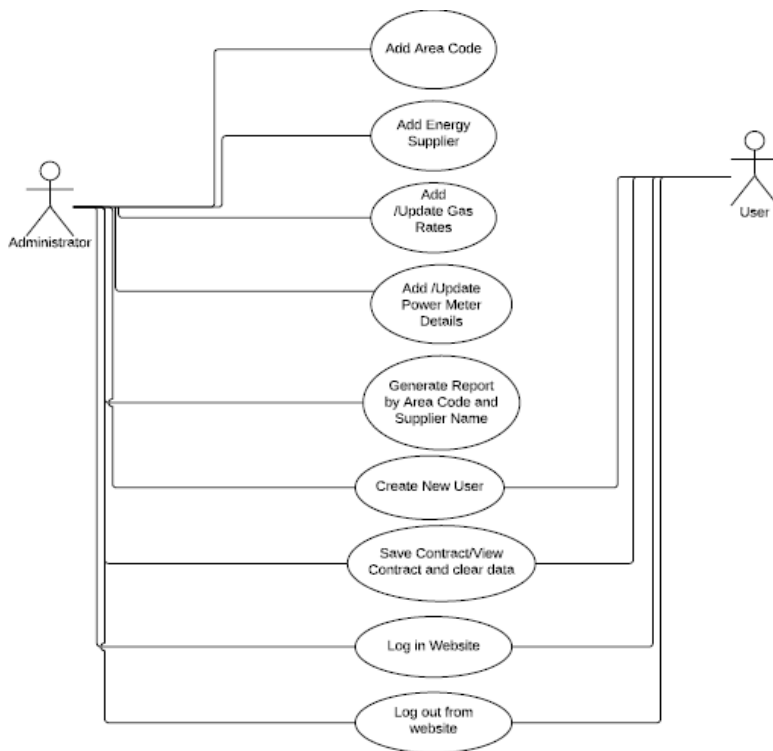 Add Area Code
Add Energy
Supplier
Add
/Update Gas
Rates
Administrator
User
Add /Update
Power Meter
Details
Generate Report
by Area Code and
Supplier Name
Create New User
Save Contract/View
Contract and clear data
Log in Website
Log out from
website